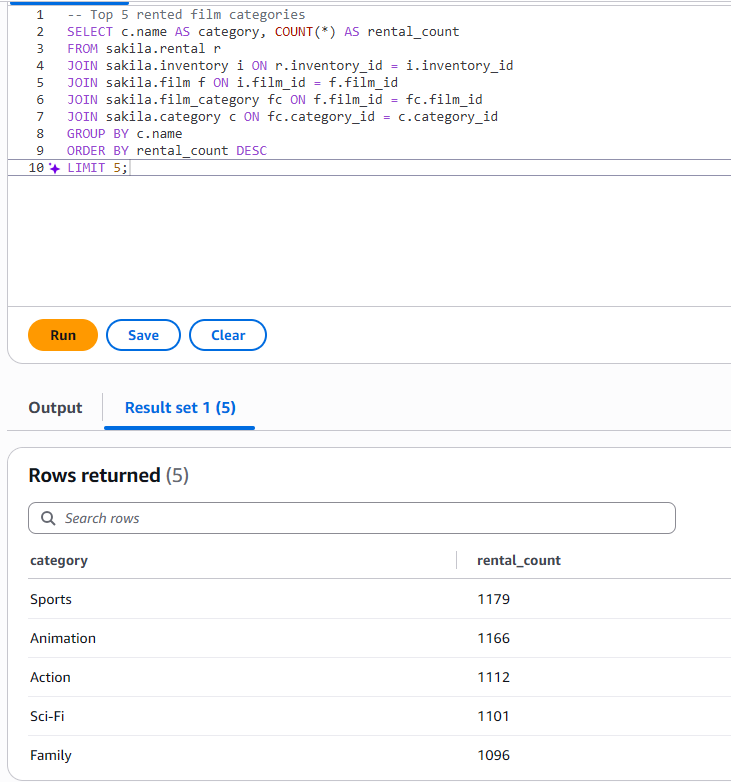 1 -- Top 5 rented film categories
2 SELECT c.name AS category, COUNT(*) AS rental_count
3 FROM sakila.rental r
4 JOIN sakila.inventory i ON r.inventory_id = i.inventory_id
5 JOIN sakila.film f ON i.film_id = f.film_id
6 JOIN sakila.film_category fc ON f.film_id = fc.film_id
7 JOIN sakila.category c ON fc.category_id = c.category_id
8 GROUP BY c.name
9 ORDER BY rental_count DESC
10 LIMIT 5;
Run Save Clear
Output Result set 1 (5)
Rows returned (5)
Search rows
category rental_count
Sports 1179
Animation 1166
Action 1112
Sci-Fi 1101
Family 1096